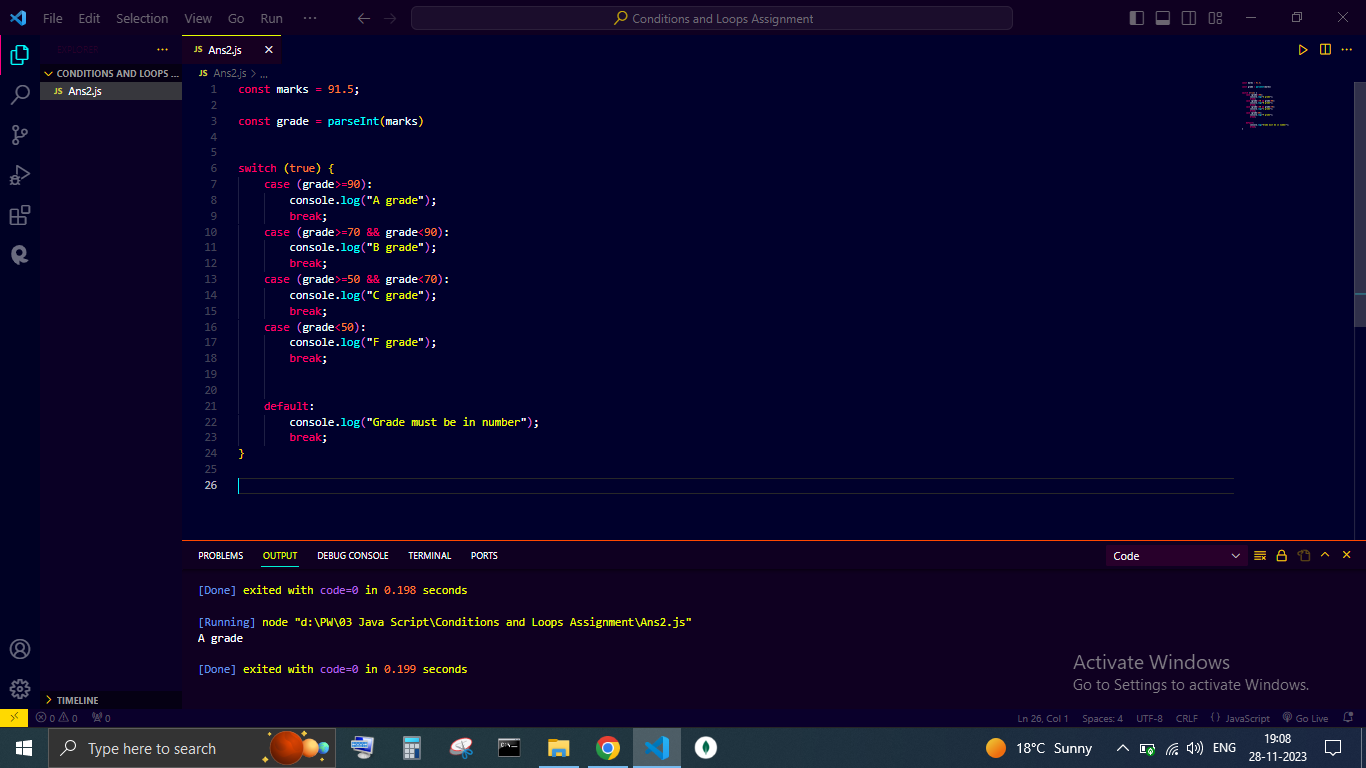 File Edit Selection View Go Run ··· Conditions and Loops Assignment
JS Ans2.js
CONDITIONS AND LOOPS ...
JS Ans2.js > ...
JS Ans2.js
1 const marks = 91.5;
2
3 const grade = parseInt(marks)
4
5
6 switch (true) {
7 case (grade>=90):
8 console.log("A grade");
9 break;
10 case (grade>=70 && grade<90):
11 console.log("B grade");
12 break;
13 case (grade>=50 && grade<70):
14 console.log("C grade");
15 break;
16 case (grade<50):
17 console.log("F grade");
18 break;
19
20
21 default:
22 console.log("Grade must be in number");
23 break;
24 }
25
26
PROBLEMS OUTPUT DEBUG CONSOLE TERMINAL PORTS Code
[Done] exited with code=0 in 0.198 seconds
[Running] node "d:\PW\03 Java Script\Conditions and Loops Assignment\Ans2.js"
A grade
[Done] exited with code=0 in 0.199 seconds
Activate Windows
Go to Settings to activate Windows.
TIMELINE
0 0 0 Ln 26, Col 1 Spaces: 4 UTF-8 CRLF {} JavaScript Go Live
Type here to search 18°C Sunny ENG 19:08
28-11-2023